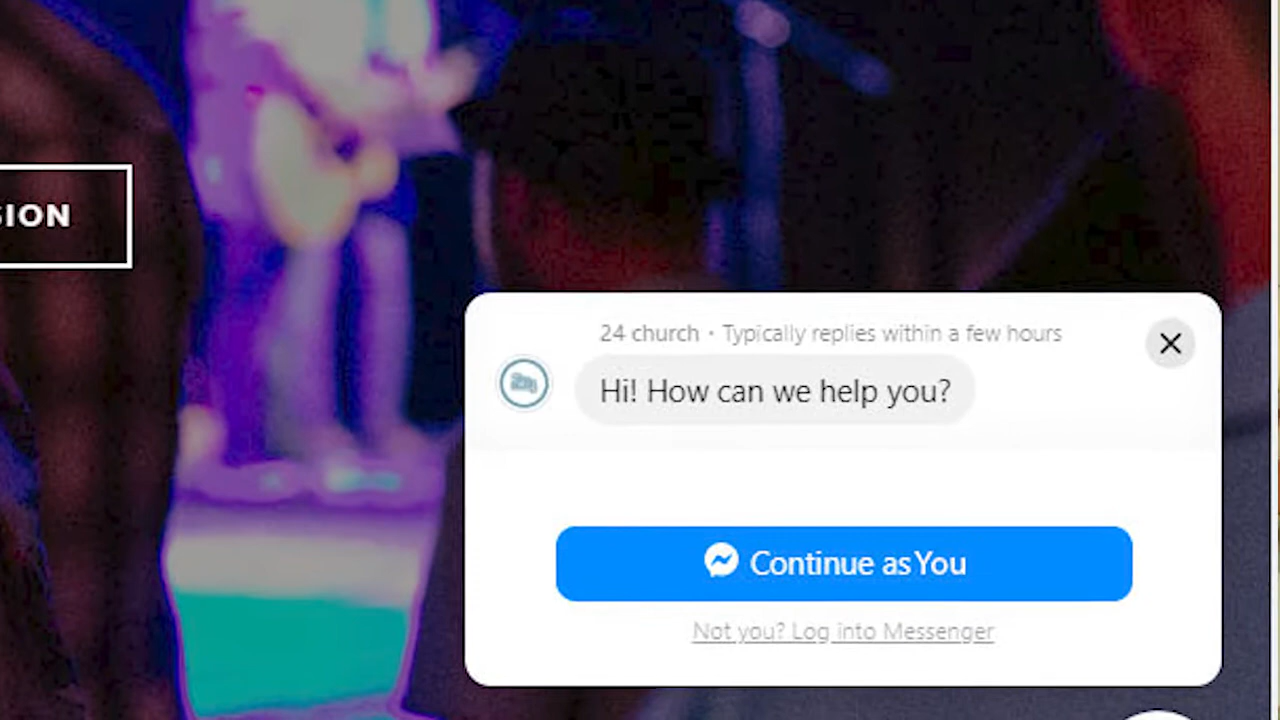 SION
24 church · Typically replies within a few hours
Hi! How can we help you?
Continue as You
Not you? Log into Messenger